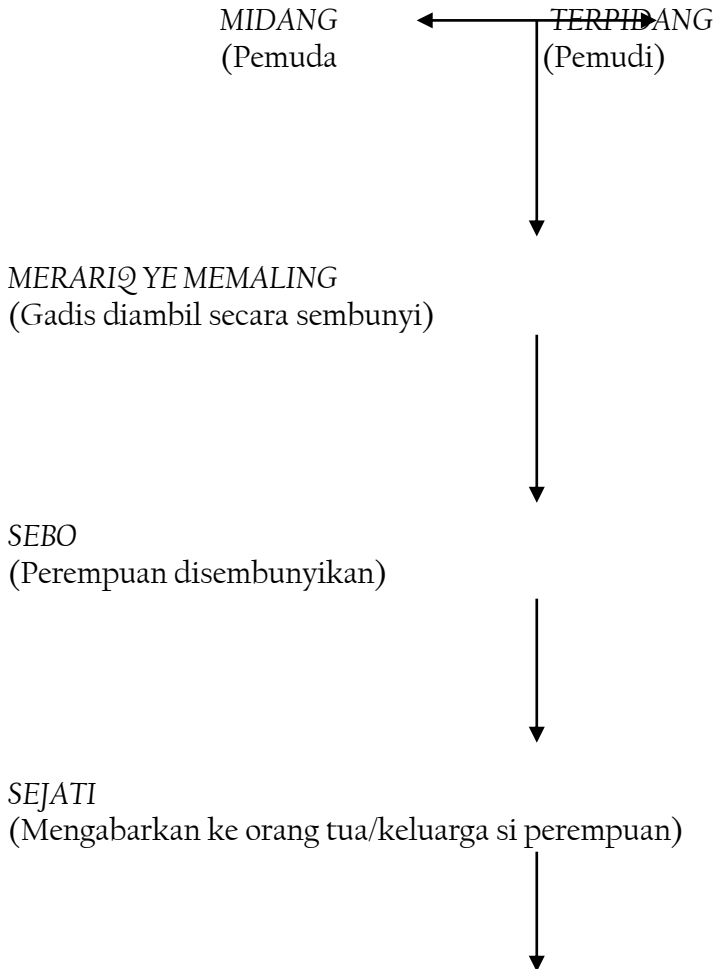 MIDANG TERPIDANG
(Pemuda (Pemudi)
MERARIQ YE MEMALING
(Gadis diambil secara sembunyi)
SEBO
(Perempuan disembunyikan)
SEJATI
(Mengabarkan ke orang tua/keluarga si perempuan)